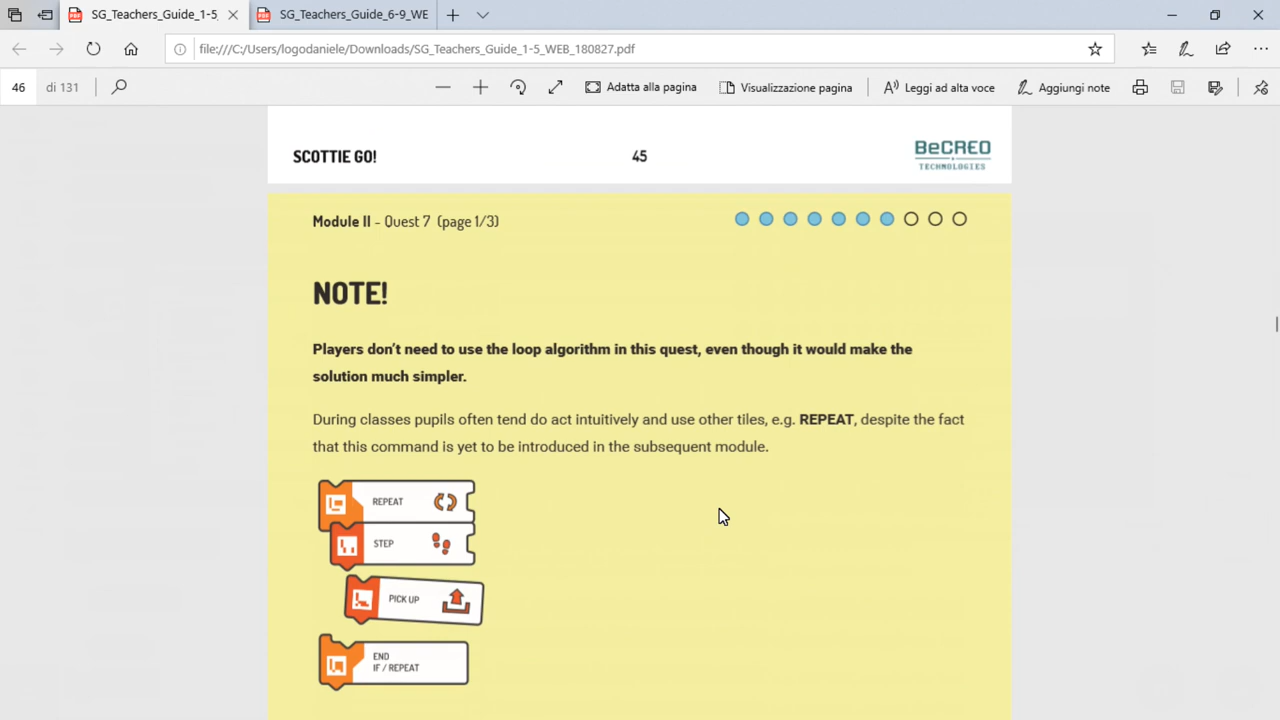 SG_Teachers_Guide_1-5_
SG_Teachers_Guide_6-9_WE
file:///C:/Users/logodaniele/Downloads/SG_Teachers_Guide_1-5_WEB_180827.pdf
46 di 131
Adatta alla pagina
Visualizzazione pagina
Leggi ad alta voce
Aggiungi note
SCOTTIE GO!
45
BeCREO
TECHNOLOGIES
Module II - Quest 7 (page 1/3)
NOTE!
Players don't need to use the loop algorithm in this quest, even though it would make the
solution much simpler.
During classes pupils often tend do act intuitively and use other tiles, e.g. REPEAT, despite the fact
that this command is yet to be introduced in the subsequent module.
REPEAT
STEP
PICK UP
END
IF / REPEAT